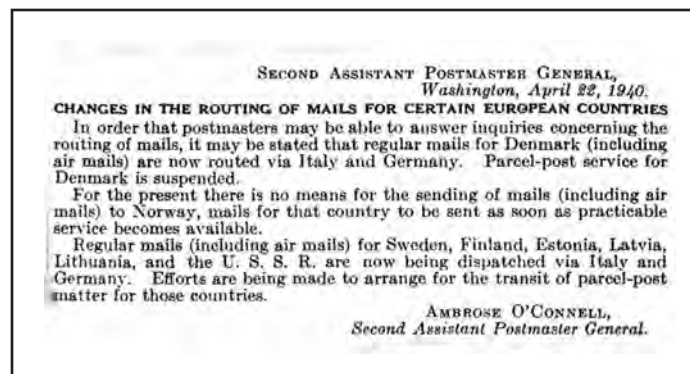 SECOND ASSISTANT POSTMASTER GENERAL,
Washington, April 22, 1940.
CHANGES IN THE ROUTING OF MAILS FOR CERTAIN EUROPEAN COUNTRIES
In order that postmasters may be able to answer inquiries concerning the
routing of mails, it may be stated that regular mails for Denmark (including
air mails) are now routed via Italy and Germany. Parcel-post service for
Denmark is suspended.
For the present there is no means for the sending of mails (including air
mails) to Norway, mails for that country to be sent as soon as practicable
service becomes available.
Regular mails (including air mails) for Sweden, Finland, Estonia, Latvia,
Lithuania, and the U. S. S. R. are now being dispatched via Italy and
Germany. Efforts are being made to arrange for the transit of parcel-post
matter for those countries.
AMBROSE O'CONNELL,
Second Assistant Postmaster General.